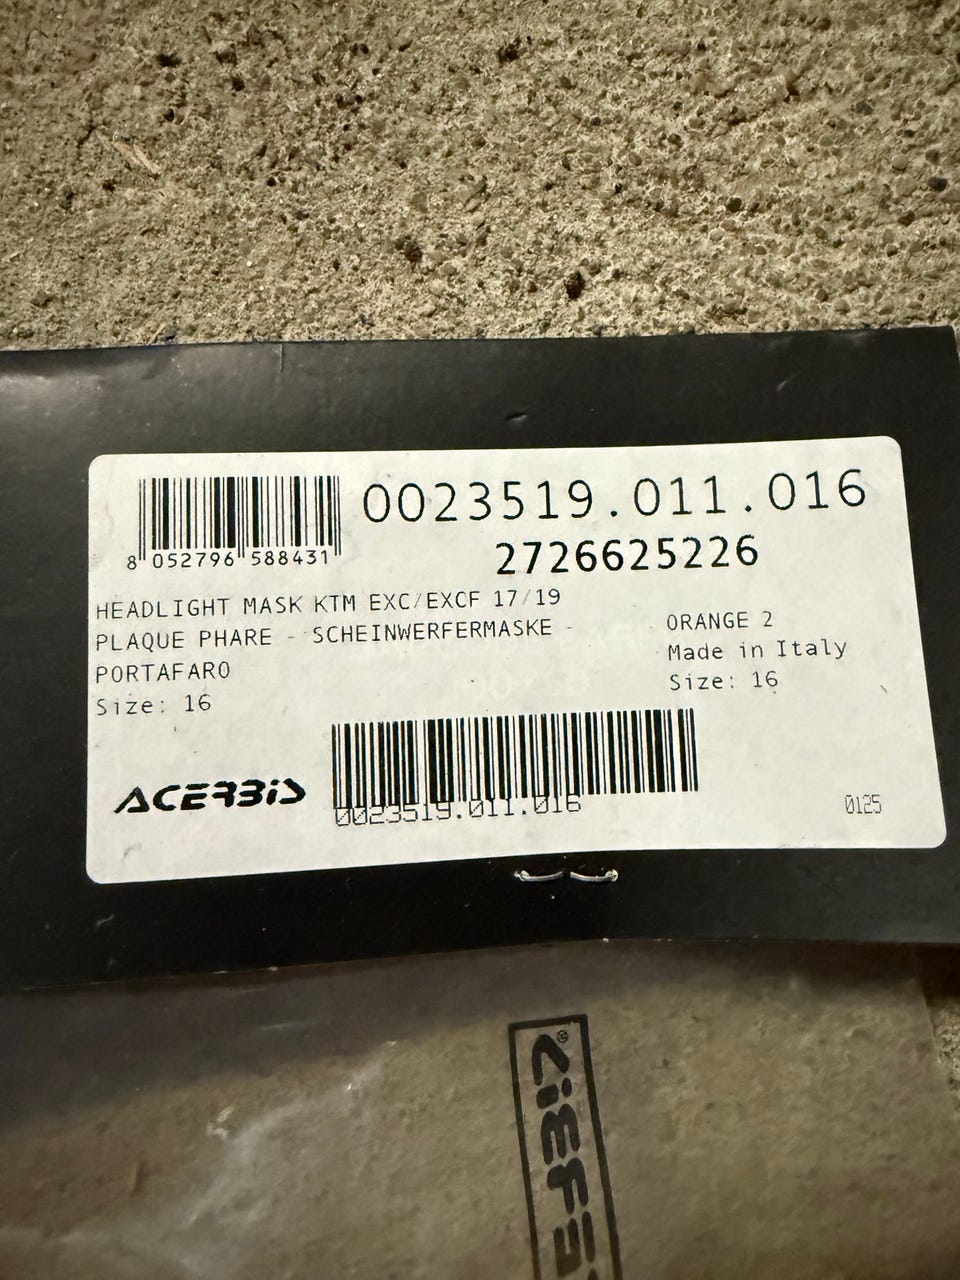 0023519.011.016
8 052796 588431
2726625226
HEADLIGHT MASK KTM EXC/EXCF 17/19
PLAQUE PHARE - SCHEINWERFERMASKE -
PORTAFARO
Size: 16
ORANGE 2
Made in Italy
Size: 16
ACERBIS
0023519.011.016
0125